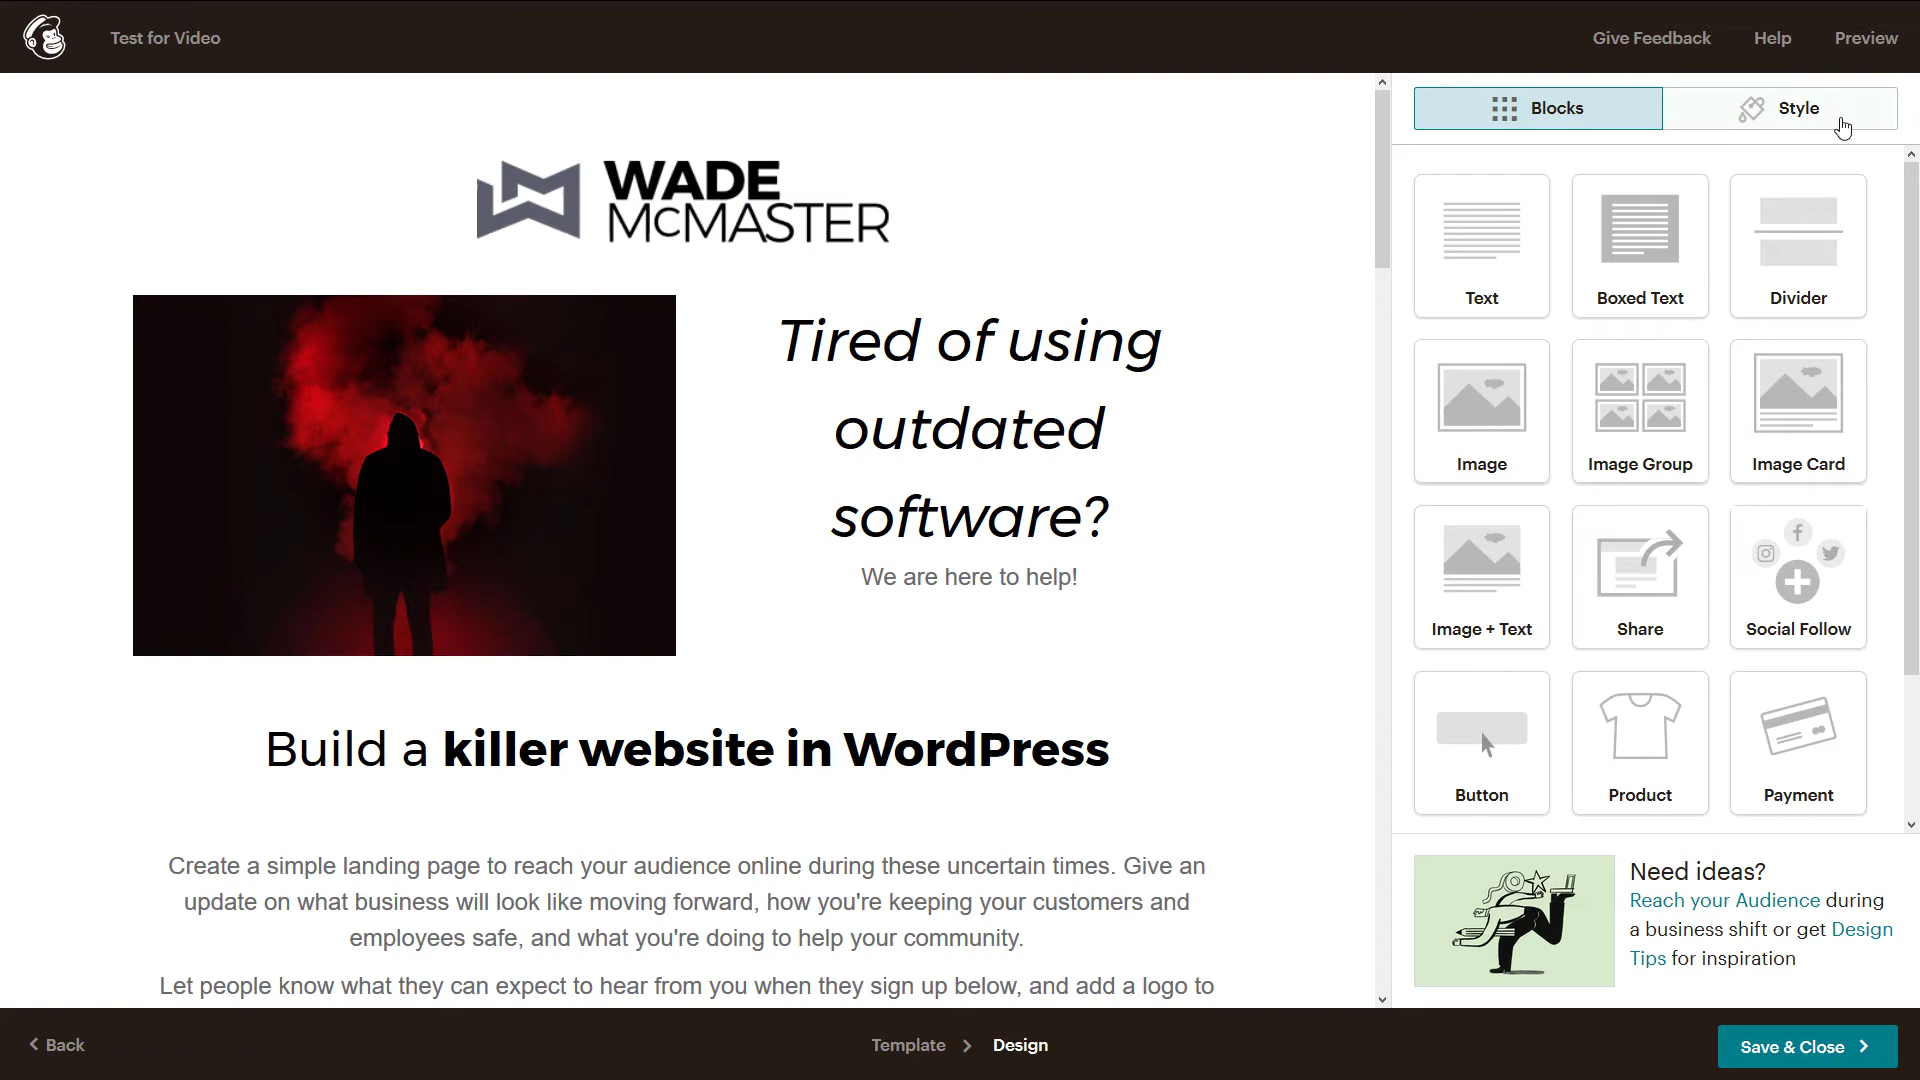 Test for Video
Give Feedback
Help
Preview
Blocks
Style
WADE
McMASTER
Tired of using
outdated
software?
We are here to help!
Build a killer website in WordPress
Create a simple landing page to reach your audience online during these uncertain times. Give an
update on what business will look like moving forward, how you're keeping your customers and
employees safe, and what you're doing to help your community.
Let people know what they can expect to hear from you when they sign up below, and add a logo to
Text
Boxed Text
Divider
Image
Image Group
Image Card
Image + Text
Share
Social Follow
Button
Product
Payment
Need ideas?
Reach your Audience during
a business shift or get Design
Tips for inspiration
Back
Template
Design
Save & Close